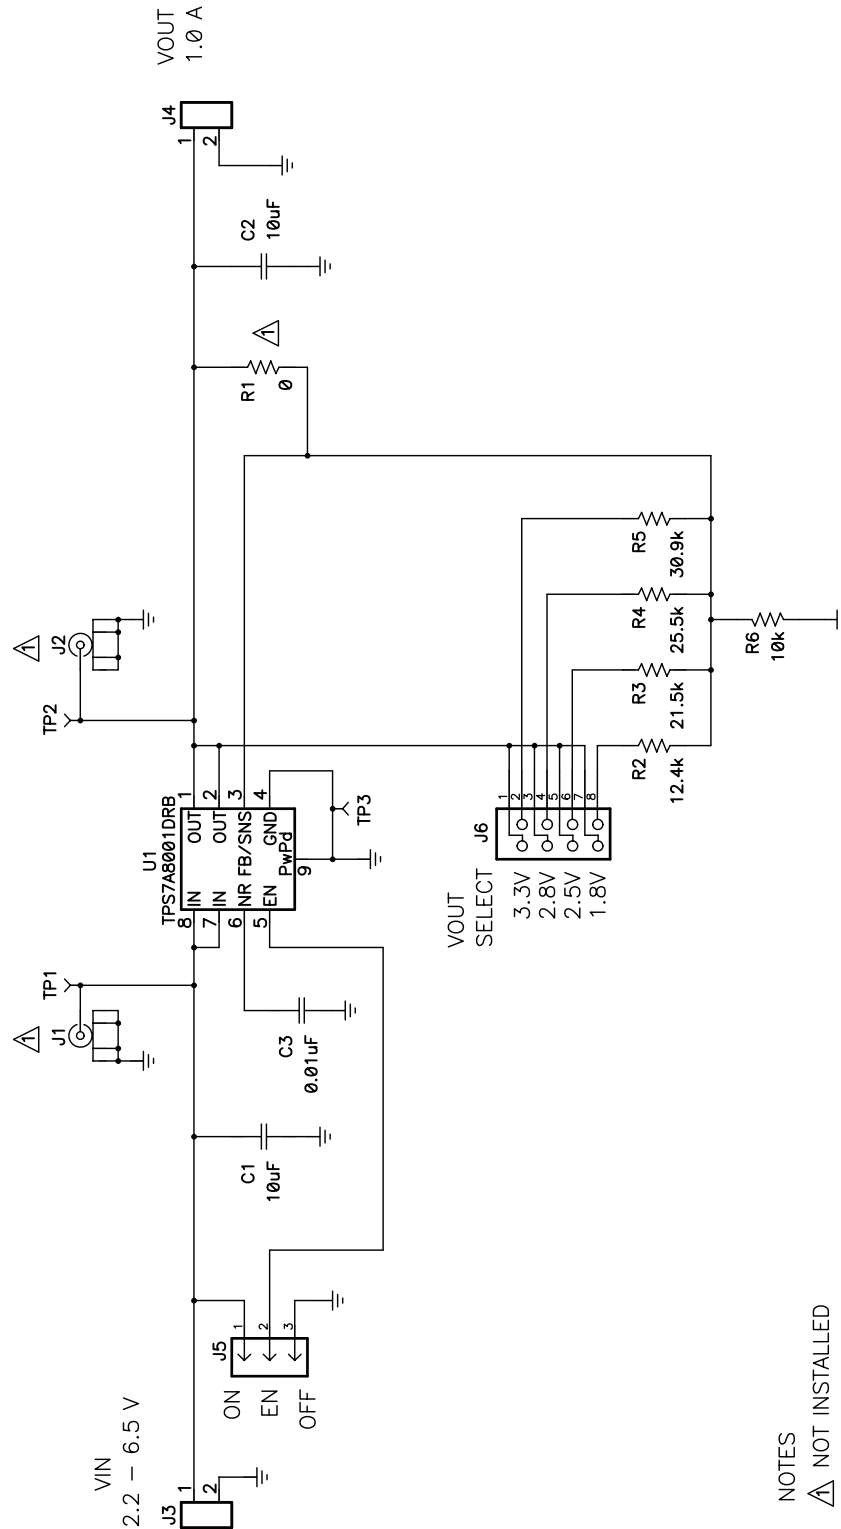 VIN
2.2 – 6.5 V
J3
1
2
ON
EN
OFF
J5
1
2
3
C1
10uF
J1
1
TP1
C3
0.01uF
U1
TPS7A8001DRB
8
IN
7
IN
6
NR
5
EN
OUT
1
OUT
2
FB/SNS
3
GND
4
PwPd
9
TP3
TP2
J2
1
VOUT
SELECT
3.3V
2.8V
2.5V
1.8V
J6
1
2
3
4
5
6
7
8
R2
12.4k
R3
21.5k
R4
25.5k
R5
30.9k
R6
10k
R1
0
1
C2
10uF
J4
1
2
VOUT
1.0 A
NOTES
1 NOT INSTALLED